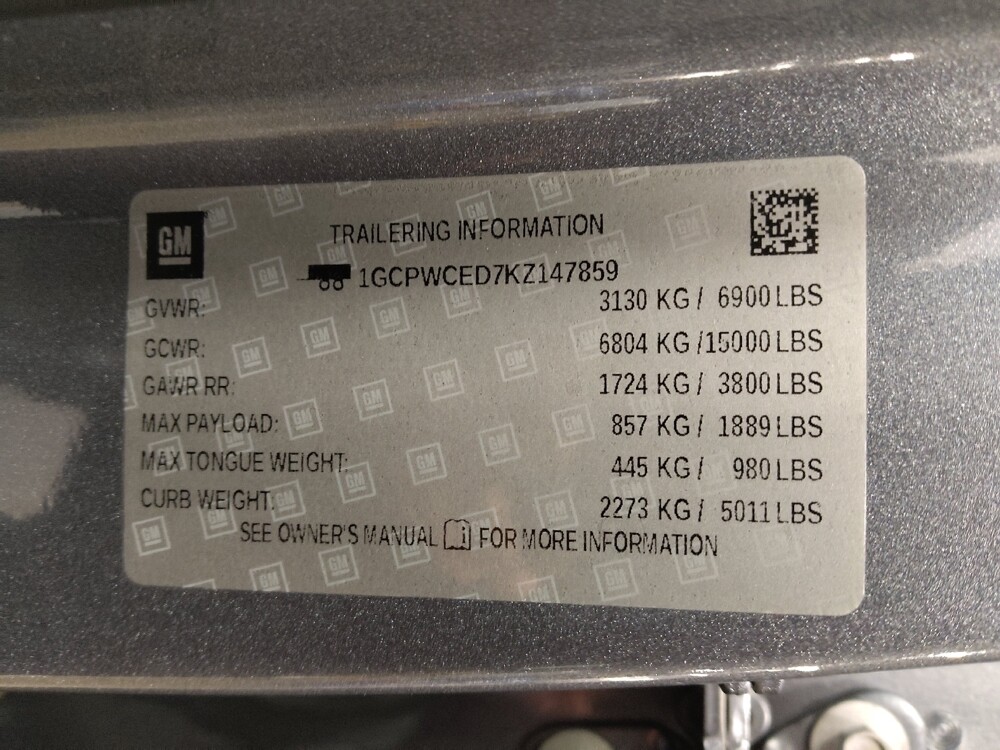 GM
TRAILERING INFORMATION
1GCPWCED7KZ147859
GVWR: 3130 KG / 6900 LBS
GCWR: 6804 KG /15000 LBS
GAWR RR: 1724 KG / 3800 LBS
MAX PAYLOAD: 857 KG / 1889 LBS
MAX TONGUE WEIGHT: 445 KG / 980 LBS
CURB WEIGHT: 2273 KG / 5011 LBS
SEE OWNER'S MANUAL i FOR MORE INFORMATION